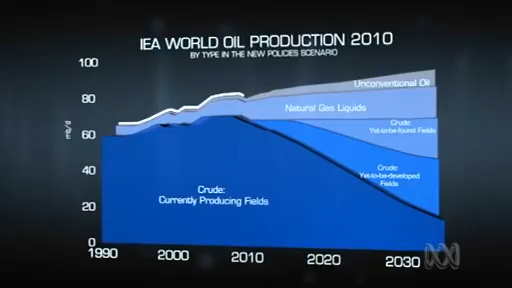 IEA WORLD OIL PRODUCTION 2010
BY TYPE IN THE NEW POLICIES SCENARIO
100
80
60
40
20
0
mb/d
Unconventional Oil
Natural Gas Liquids
Crude:
Yet-to-be-found Fields
Crude:
Yet-to-be-developed
Fields
Crude:
Currently Producing Fields
1990
2000
2010
2020
2030
ABC